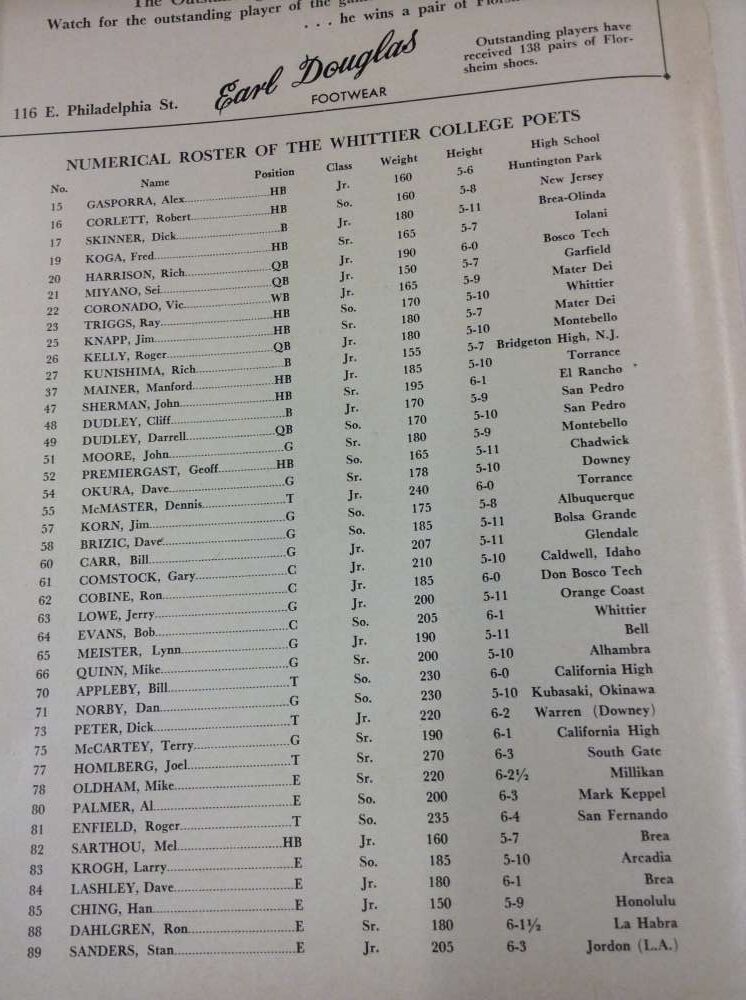 The
Watch for the outstanding player of the
. . . he wins a pair of
Earl Douglas
FOOTWEAR
116 E. Philadelphia St.
Outstanding players have
received 138 pairs of Flor-
sheim shoes.
NUMERICAL ROSTER OF THE WHITTIER COLLEGE POETS
No. Name Position Class Weight Height High School
15 GASPORRA, Alex HB Jr. 160 5-6 Huntington Park
16 CORLETT, Robert HB So. 160 5-8 New Jersey
17 SKINNER, Dick B Jr. 180 5-11 Brea-Olinda
19 KOGA, Fred HB Sr. 165 5-7 Iolani
20 HARRISON, Rich QB Jr. 190 6-0 Bosco Tech
21 MIYANO, Sei QB Jr. 150 5-7 Garfield
22 CORONADO, Vic WB Jr. 165 5-9 Mater Dei
23 TRIGGS, Ray HB So. 170 5-10 Whittier
25 KNAPP, Jim HB Sr. 180 5-7 Mater Dei
26 KELLY, Roger QB Jr. 180 5-10 Montebello
27 KUNISHIMA, Rich B Jr. 155 5-7 Bridgeton High, N.J.
37 MAINER, Manford HB Jr. 185 5-10 Torrance
47 SHERMAN, John HB Sr. 195 6-1 El Rancho
48 DUDLEY, Cliff B Jr. 170 5-9 San Pedro
49 DUDLEY, Darrell QB So. 170 5-10 San Pedro
51 MOORE, John G Sr. 180 5-9 Montebello
52 PREMIERGAST, Geoff HB So. 165 5-11 Chadwick
54 OKURA, Dave G Sr. 178 5-10 Downey
55 McMASTER, Dennis T Jr. 240 6-0 Torrance
57 KORN, Jim G So. 175 5-8 Albuquerque
58 BRIZIC, Dave G So. 185 5-11 Bolsa Grande
60 CARR, Bill G Jr. 207 5-11 Glendale
61 COMSTOCK, Gary C Jr. 210 5-10 Caldwell, Idaho
62 COBINE, Ron C Jr. 185 6-0 Don Bosco Tech
63 LOWE, Jerry G Jr. 200 5-11 Orange Coast
64 EVANS, Bob C So. 205 6-1 Whittier
65 MEISTER, Lynn G Jr. 190 5-11 Bell
66 QUINN, Mike G Sr. 200 5-10 Alhambra
70 APPLEBY, Bill T So. 230 6-0 California High
71 NORBY, Dan G So. 230 5-10 Kubasaki, Okinawa
73 PETER, Dick T Jr. 220 6-2 Warren (Downey)
75 McCARTEY, Terry G Sr. 190 6-1 California High
77 HOMLBERG, Joel T Sr. 270 6-3 South Gate
78 OLDHAM, Mike E Sr. 220 6-2½ Millikan
80 PALMER, Al E So. 200 6-3 Mark Keppel
81 ENFIELD, Roger T So. 235 6-4 San Fernando
82 SARTHOU, Mel HB Jr. 160 5-7 Brea
83 KROGH, Larry E So. 185 5-10 Arcadia
84 LASHLEY, Dave E Jr. 180 6-1 Brea
85 CHING, Han E Jr. 150 5-9 Honolulu
88 DAHLGREN, Ron E Sr. 180 6-1½ La Habra
89 SANDERS, Stan E Jr. 205 6-3 Jordon (L.A.)